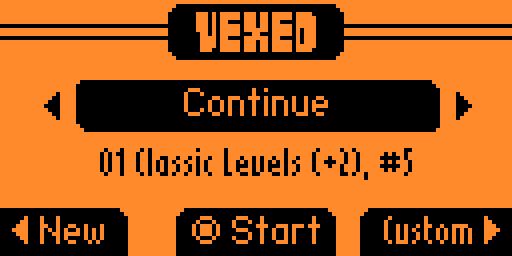 VEXED
Continue
01 Classic Levels (+2), #5
New
Start
Custom